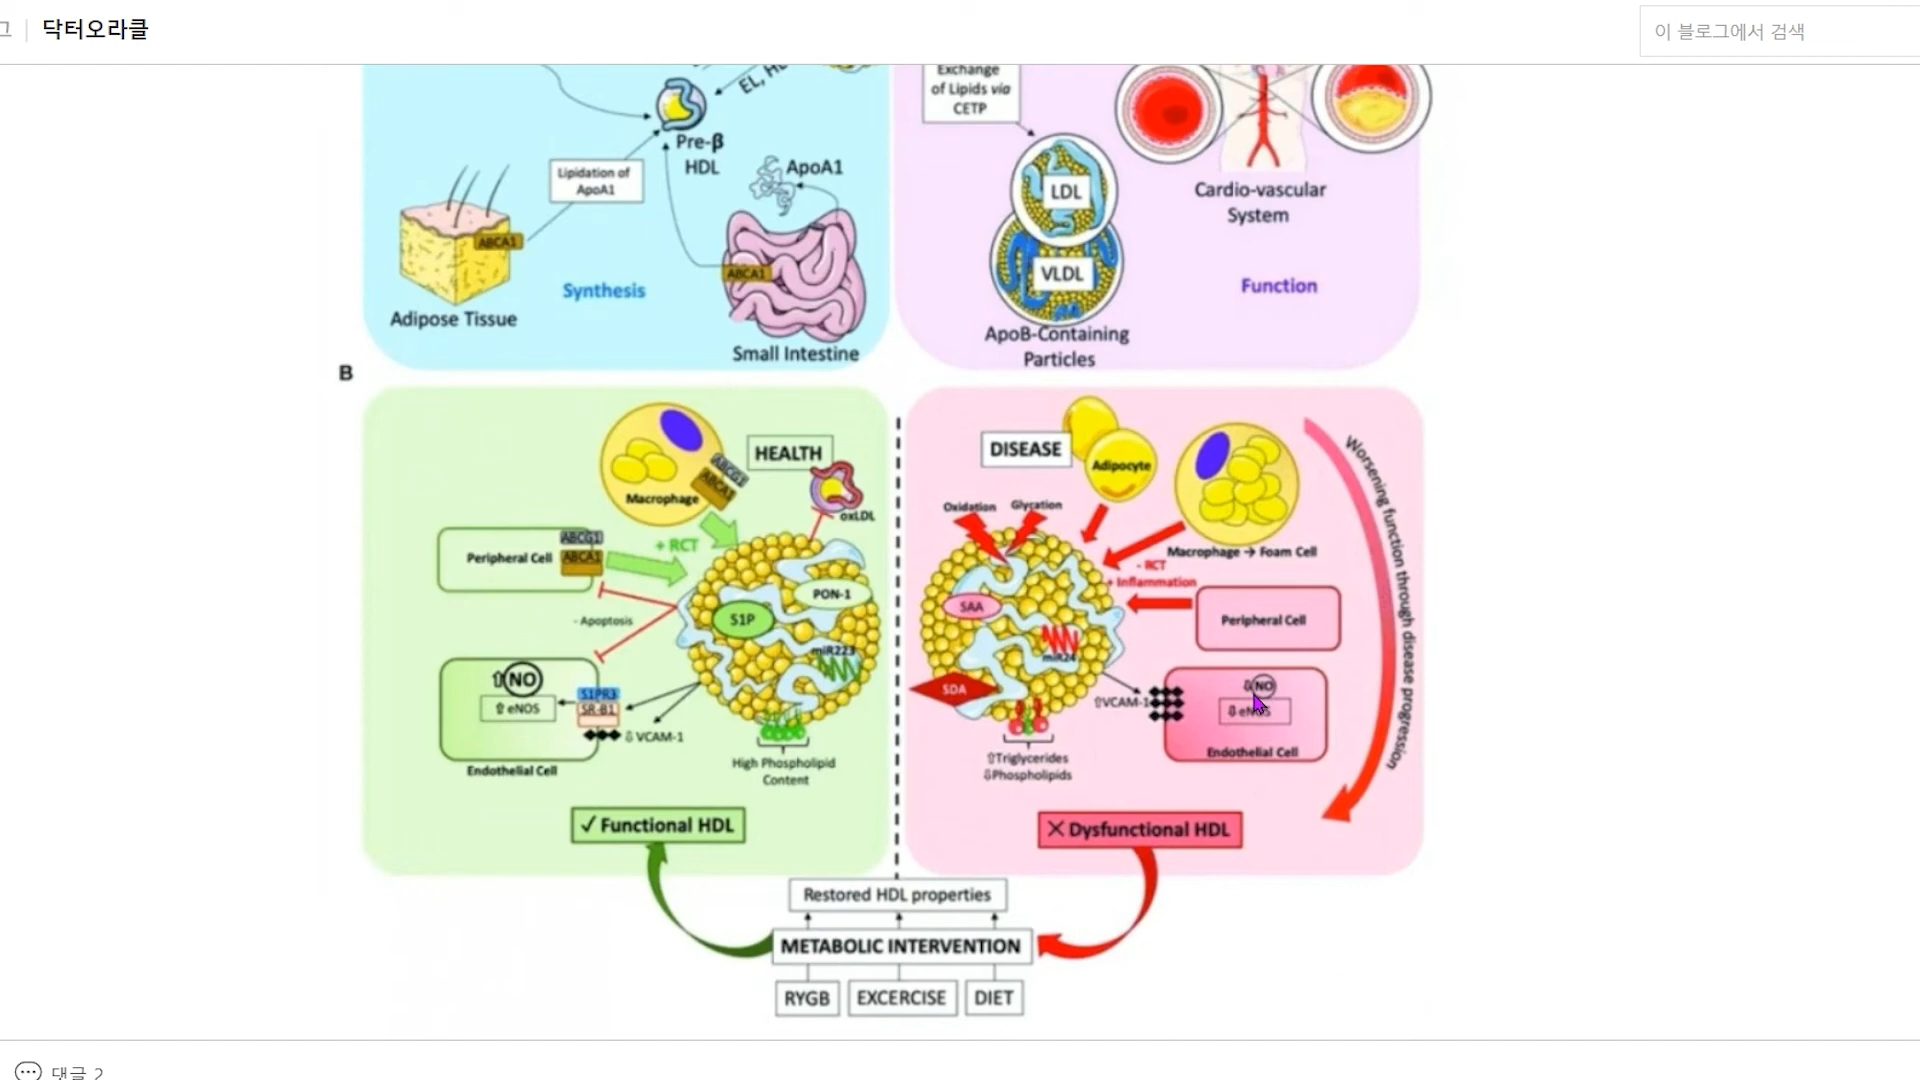 그 | 닥터오라클
이 블로그에서 검색
Exchange
of Lipids via
CETP
EL,
Pre-β
HDL
Lipidation of
ApoA1
ApoA1
ABCA1
ABCA1
Synthesis
Adipose Tissue
Small Intestine
LDL
VLDL
ApoB-Containing
Particles
Cardio-vascular
System
Function
B
HEALTH
Macrophage
ABCG1
ABCA1
oxLDL
Peripheral Cell
ABCG1
ABCA1
+ RCT
PON-1
S1P
miR223
- Apoptosis
⇧NO
⇧eNOS
S1PR3
SR-B1
⇩VCAM-1
Endothelial Cell
High Phospholipid
Content
✓ Functional HDL
DISEASE
Adipocyte
Oxidation
Glycation
Macrophage → Foam Cell
- RCT
+ Inflammation
SAA
miR24
SDA
Peripheral Cell
⇧VCAM-1
⇩NO
⇩eNOS
Endothelial Cell
⇧Triglycerides
⇩Phospholipids
Worsening function through disease progression
✕ Dysfunctional HDL
Restored HDL properties
METABOLIC INTERVENTION
RYGB
EXCERCISE
DIET
댓글 2